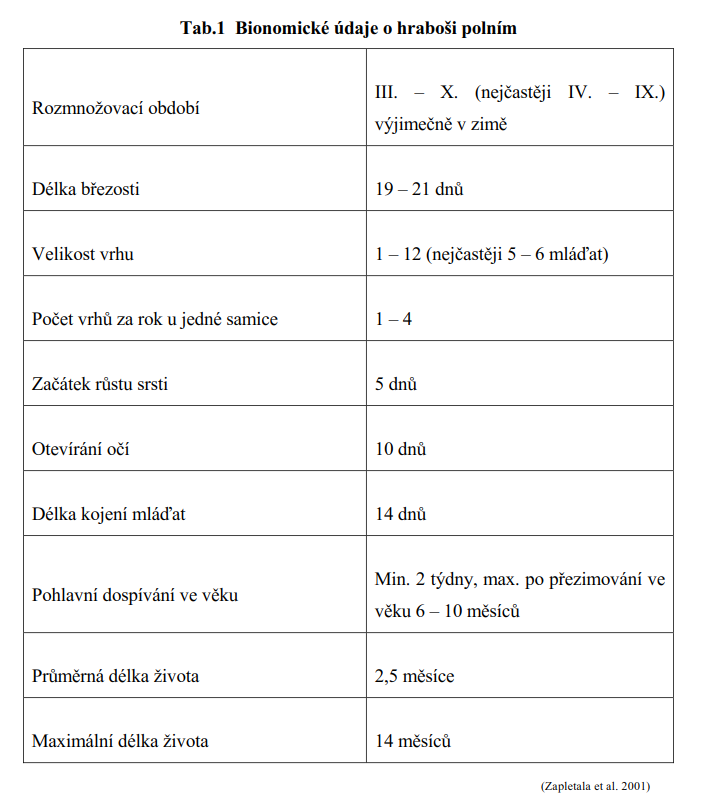 Tab.1 Bionomické údaje o hraboši polním
Rozmnožovací období
III. – X. (nejčastěji IV. – IX.)
výjimečně v zimě
Délka březosti
19 – 21 dnů
Velikost vrhu
1 – 12 (nejčastěji 5 – 6 mláďat)
Počet vrhů za rok u jedné samice
1 – 4
Začátek růstu srsti
5 dnů
Otevírání očí
10 dnů
Délka kojení mláďat
14 dnů
Pohlavní dospívání ve věku
Min. 2 týdny, max. po přezimování ve
věku 6 – 10 měsíců
Průměrná délka života
2,5 měsíce
Maximální délka života
14 měsíců
(Zapletala et al. 2001)